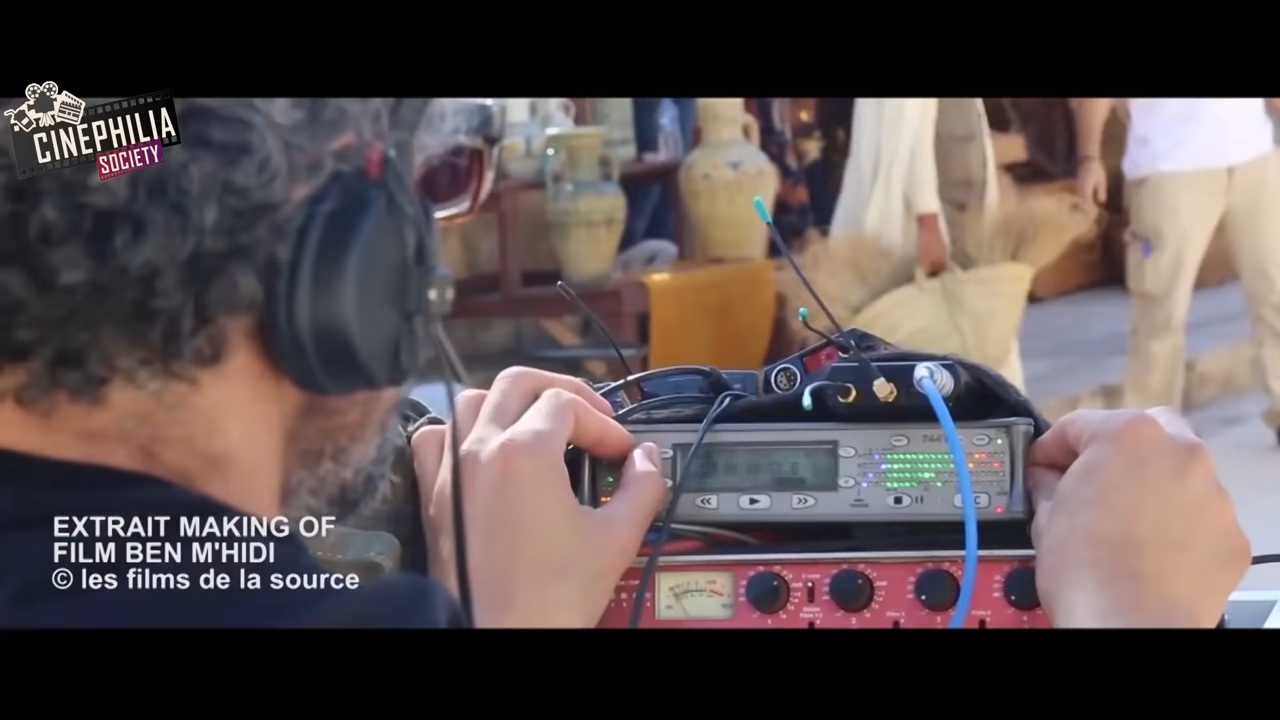 CINEPHILIA
SOCIETY
EXTRAIT MAKING OF
FILM BEN M'HIDI
© les films de la source